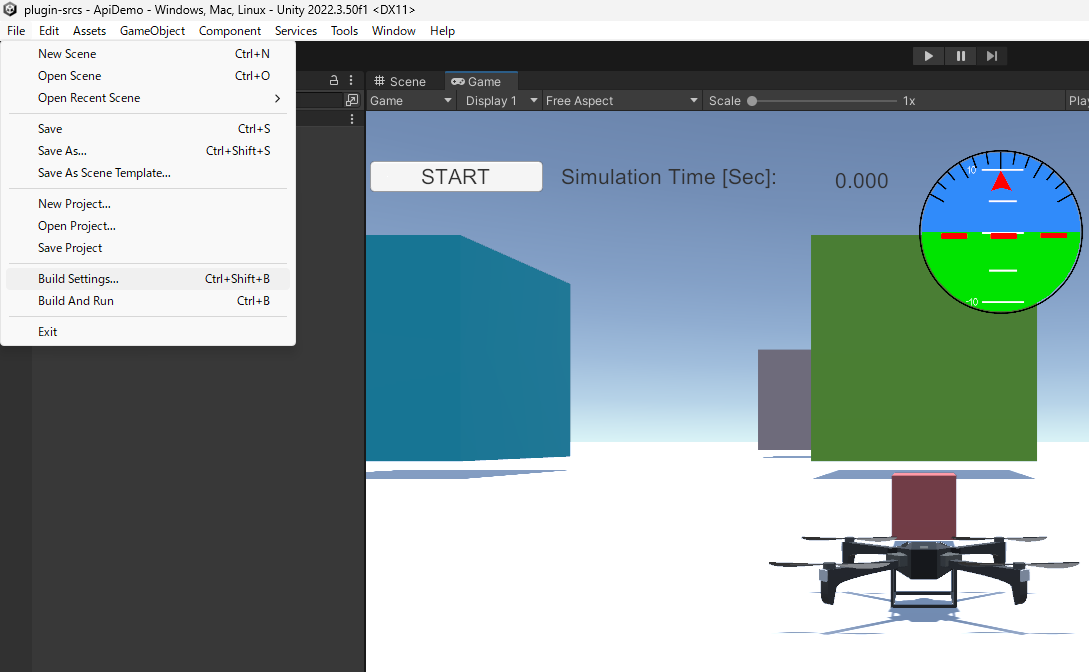 plugin-srcs - ApiDemo - Windows, Mac, Linux - Unity 2022.3.50f1 <DX11>
File Edit Assets GameObject Component Services Tools Window Help
New Scene Ctrl+N
Open Scene Ctrl+O
Open Recent Scene
Save Ctrl+S
Save As... Ctrl+Shift+S
Save As Scene Template...
New Project...
Open Project...
Save Project
Build Settings... Ctrl+Shift+B
Build And Run Ctrl+B
Exit
Scene Game
Game Display 1 Free Aspect Scale 1x Play
START Simulation Time [Sec]: 0.000
10
-10